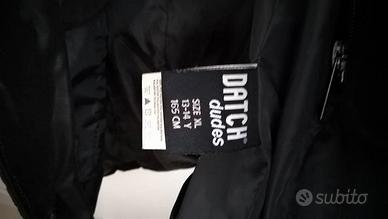 DATCH
dudes
SIZE XL
13-14 Y
165 CM
subito